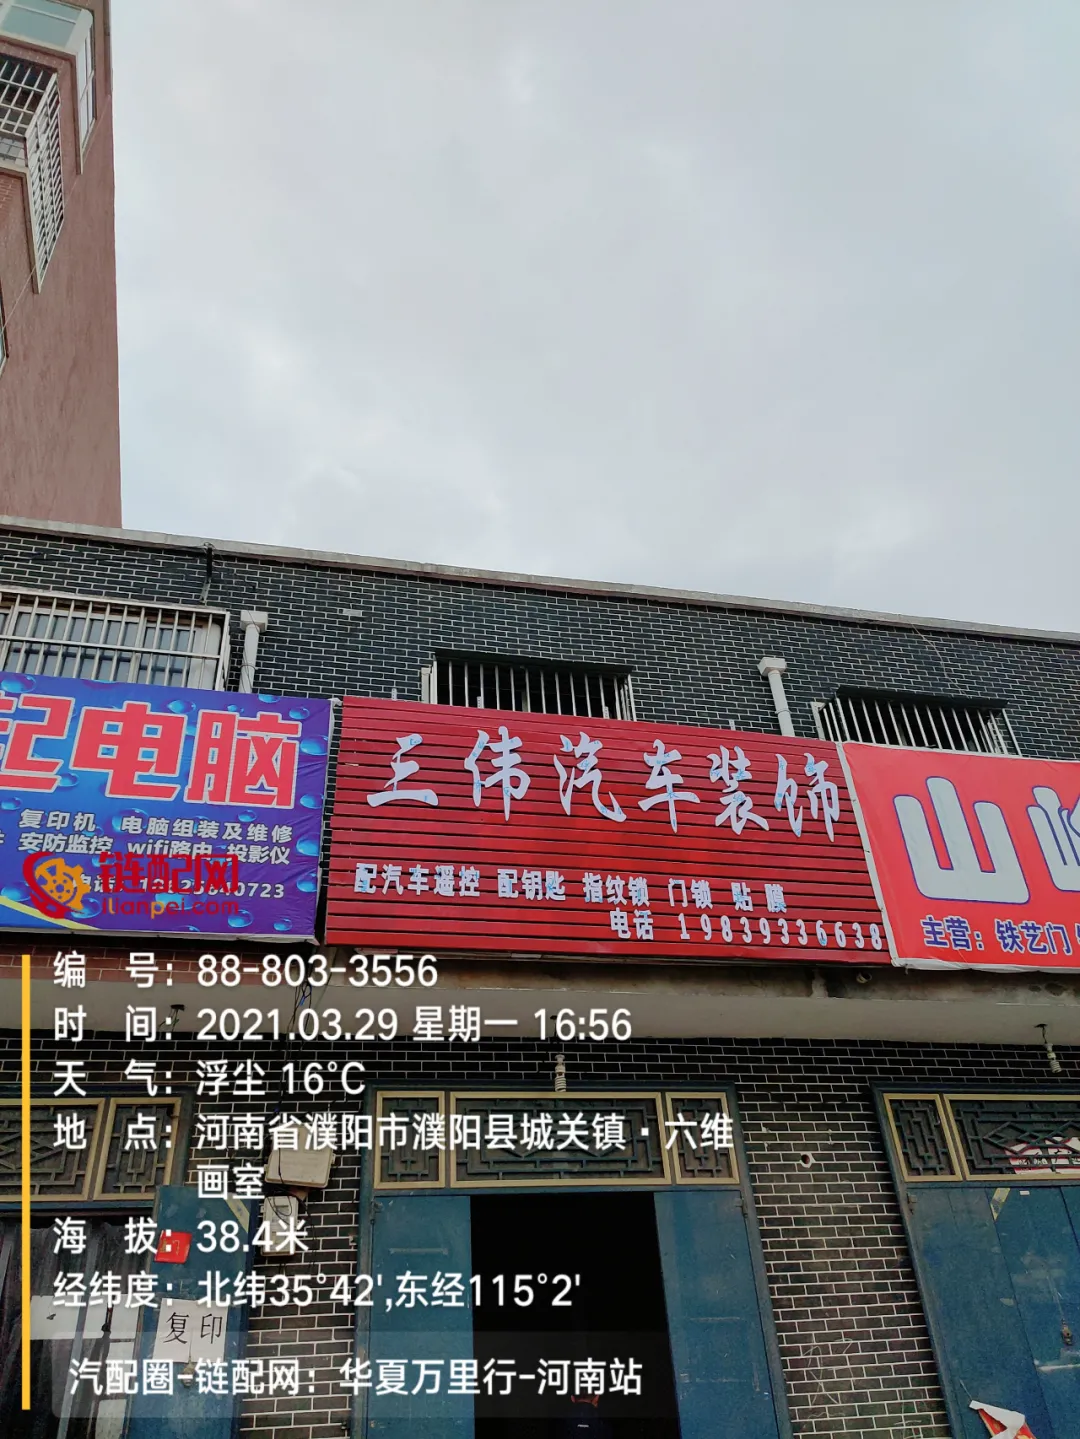 起电脑
复印机 电脑组装及维修
安防监控 wifi路由 投影仪
电话
0723
链配网
lianpei.com
王伟汽车装饰
配汽车遥控 配钥匙 指纹锁 门锁 贴膜
电话 19839336638
山
主营：铁艺门
编 号：88-803-3556
时 间：2021.03.29 星期一 16:56
天 气：浮尘 16°C
地 点：河南省濮阳市濮阳县城关镇·六维
画室
海 拔：38.4米
经纬度：北纬35°42',东经115°2'
复印
汽配圈-链配网：华夏万里行-河南站